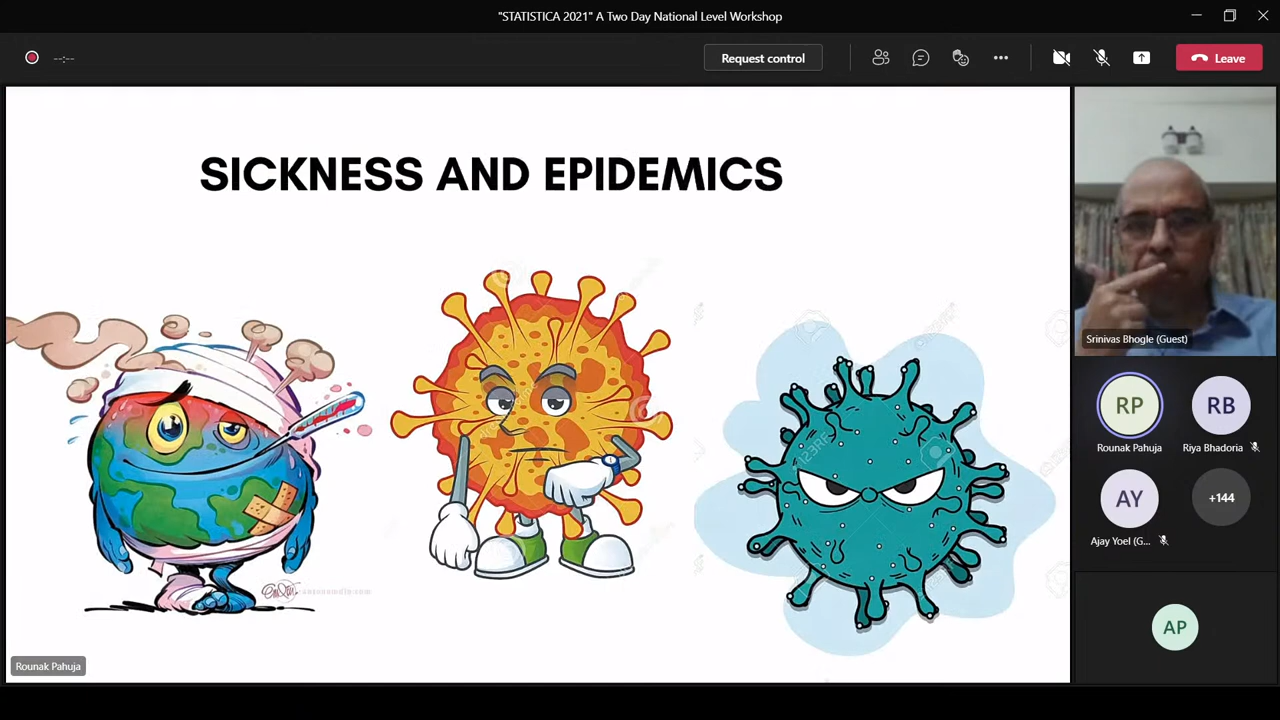 "STATISTICA 2021" A Two Day National Level Workshop
--:--
Request control
Leave
SICKNESS AND EPIDEMICS
Srinivas Bhogle (Guest)
RP
RB
Rounak Pahuja
Riya Bhadoria
AY
+144
Ajay Yoel (G...
AP
Rounak Pahuja
123RF